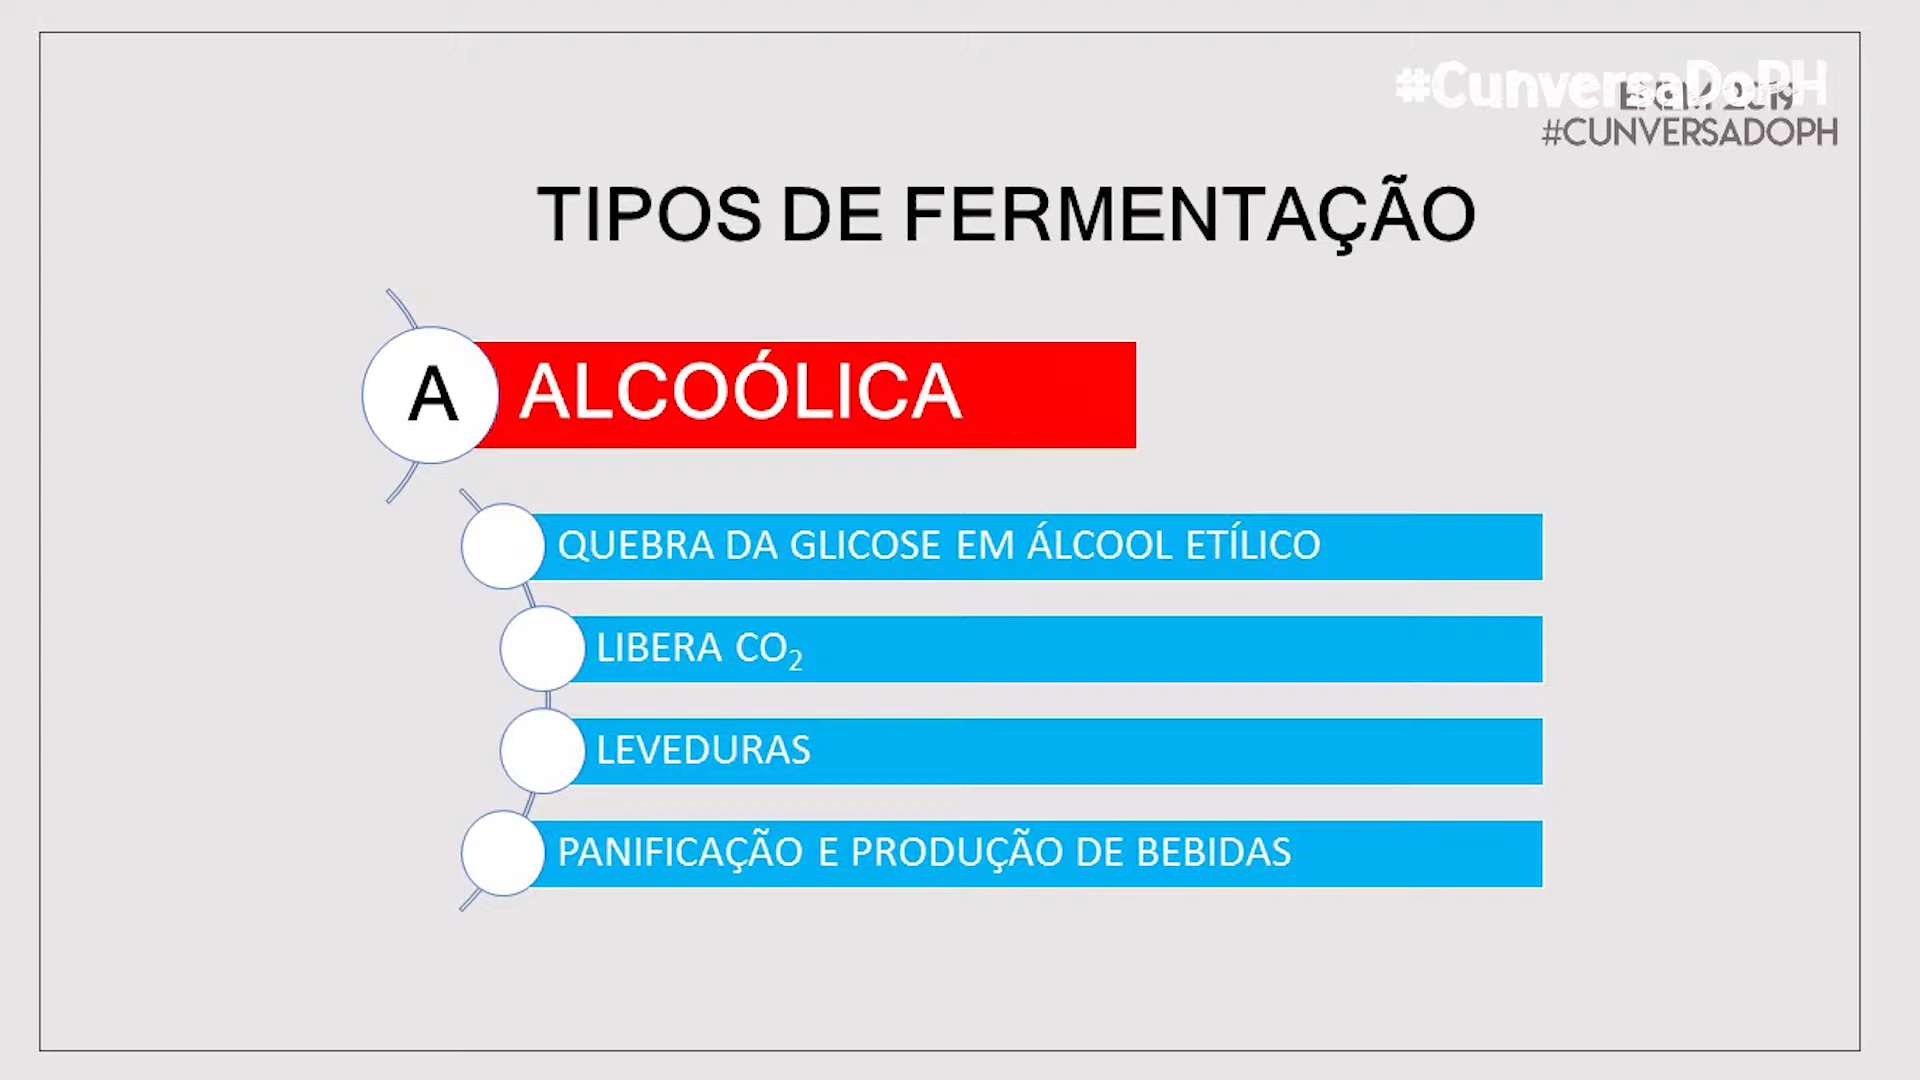 #CunversaDoPH
2019
#CUNVERSADOPH
TIPOS DE FERMENTAÇÃO
A ALCOÓLICA
QUEBRA DA GLICOSE EM ÁLCOOL ETÍLICO
LIBERA CO₂
LEVEDURAS
PANIFICAÇÃO E PRODUÇÃO DE BEBIDAS